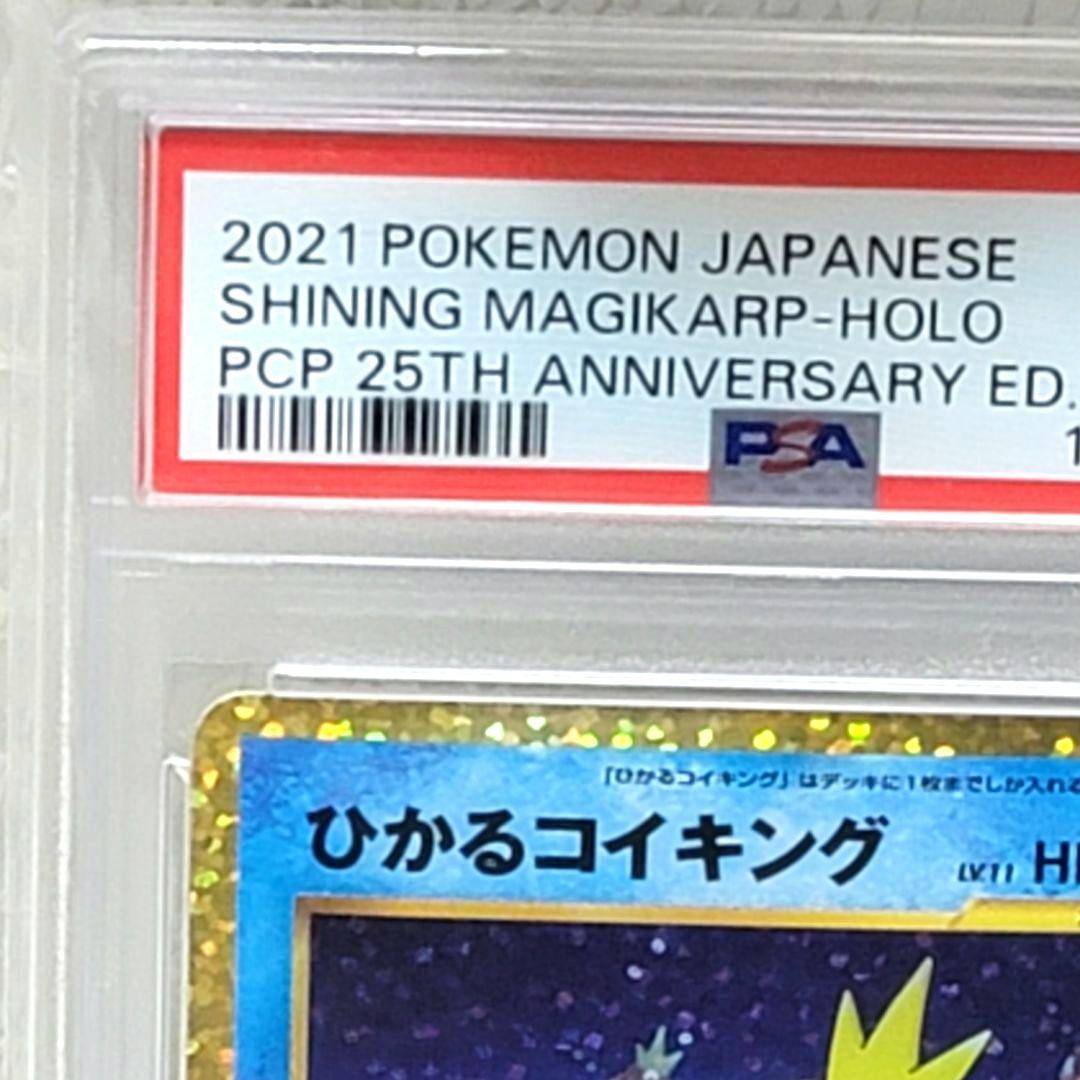 2021 POKEMON JAPANESE
SHINING MAGIKARP-HOLO
PCP 25TH ANNIVERSARY ED.
PSA
「ひかるコイキング」はデッキに1枚までしか入れ
ひかるコイキング LV.11 H